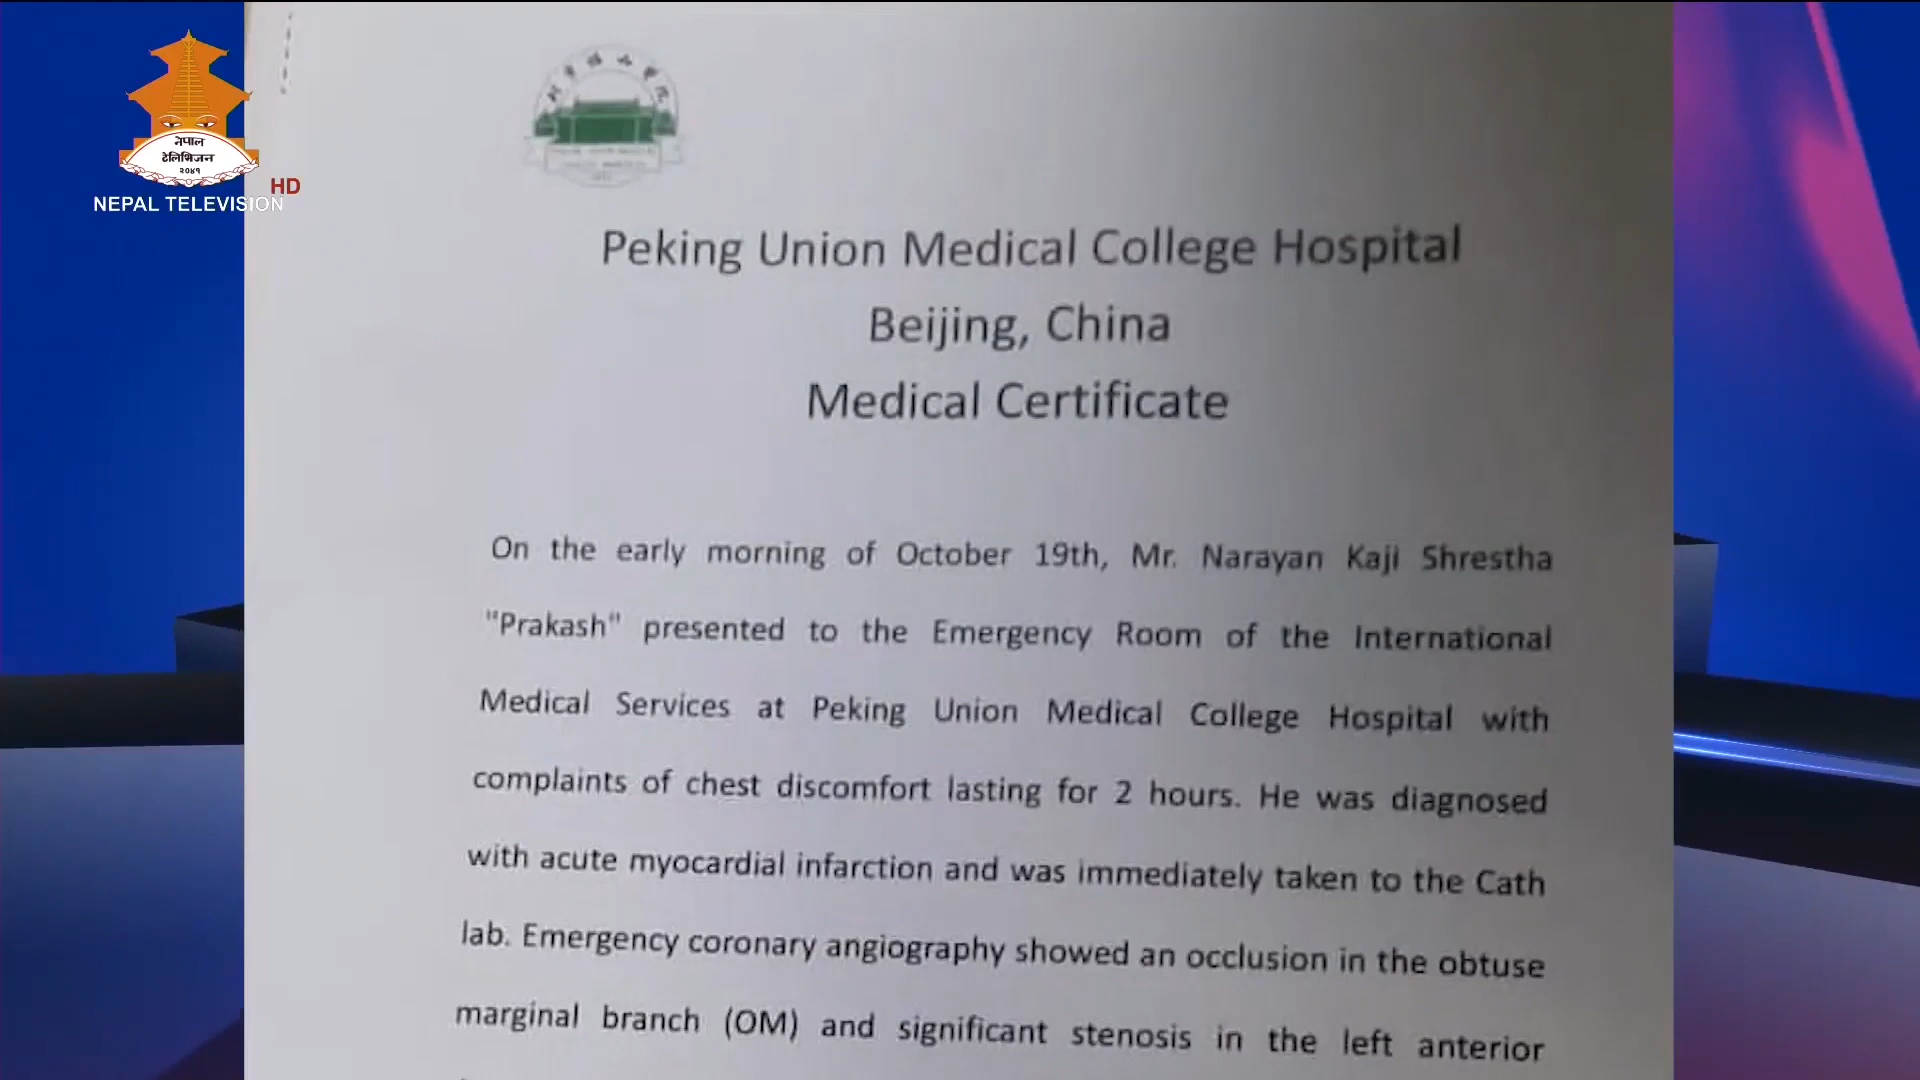 नेपाल
टेलिभिजन
२०४१
HD
NEPAL TELEVISION
Peking Union Medical College Hospital
Beijing, China
Medical Certificate
On the early morning of October 19th, Mr. Narayan Kaji Shrestha
"Prakash" presented to the Emergency Room of the International
Medical Services at Peking Union Medical College Hospital with
complaints of chest discomfort lasting for 2 hours. He was diagnosed
with acute myocardial infarction and was immediately taken to the Cath
lab. Emergency coronary angiography showed an occlusion in the obtuse
marginal branch (OM) and significant stenosis in the left anterior